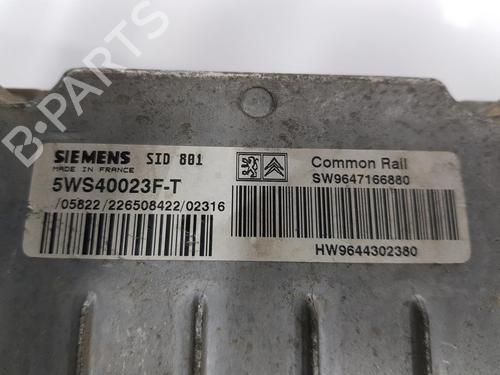 SIEMENS SID 801
MADE IN FRANCE
5WS40023F-T
/05822/226508422/02316
Common Rail
SW9647166880
HW9644302380
B-PARTS